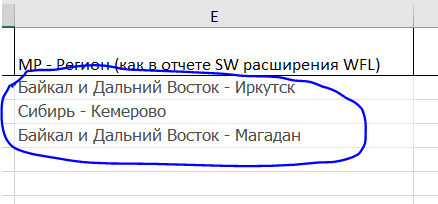 E
МР - Регион (как в отчете SW расширения WFL)
Байкал и Дальний Восток - Иркутск
Сибирь - Кемерово
Байкал и Дальний Восток - Магадан